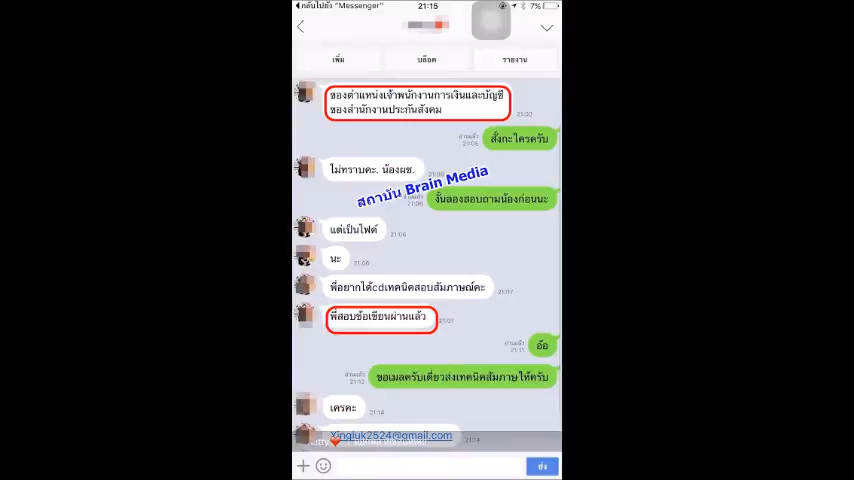 กลับไปยัง "Messenger"
21:15
7%
เพิ่ม
บล็อค
รายงาน
ของตำแหน่งเจ้าพนักงานการเงินและบัญชี
ของสำนักงานประกันสังคม
21:03
อ่านแล้ว
21:05
สั่งกะใครครับ
ไม่ทราบคะ. น้องผช.
21:06
สถาบัน Brain Media
อ่านแล้ว
21:06
งั้นลองสอบถามน้องก่อนนะ
แต่เป็นไฟด์
21:06
นะ
21:06
พี่อยากได้cdเทคนิคสอบสัมภาษณ์คะ
21:07
พี่สอบข้อเขียนผ่านแล้ว
21:07
อ่านแล้ว
21:11
อ้อ
อ่านแล้ว
21:12
ขอเมลครับเดี่ยวส่งเทคนิคสัมภาษให้ครับ
เครคะ
21:14
Xingluk2524@gmail.com
21:14
ส่ง